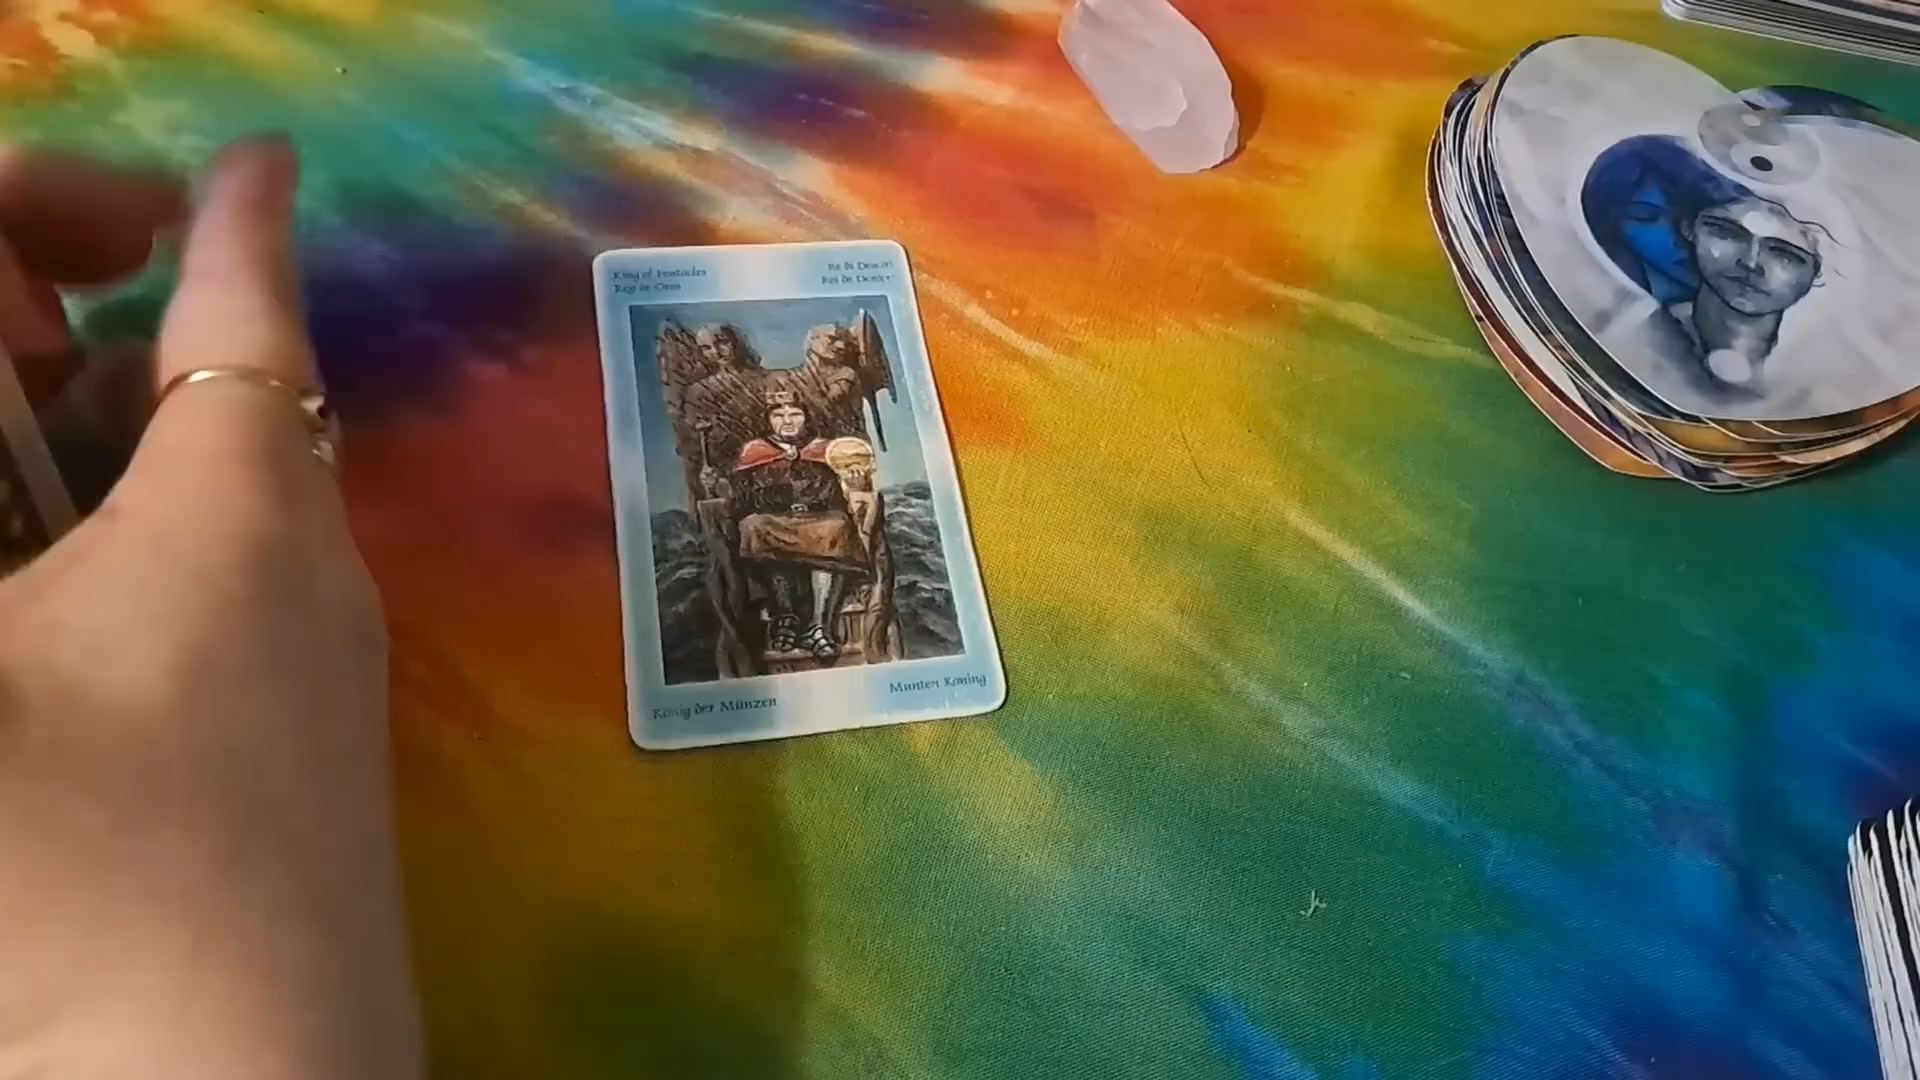 King of Pentacles
Rey de Oros
Re di Denari
Roi de Deniers
König der Münzen
Munten Koning